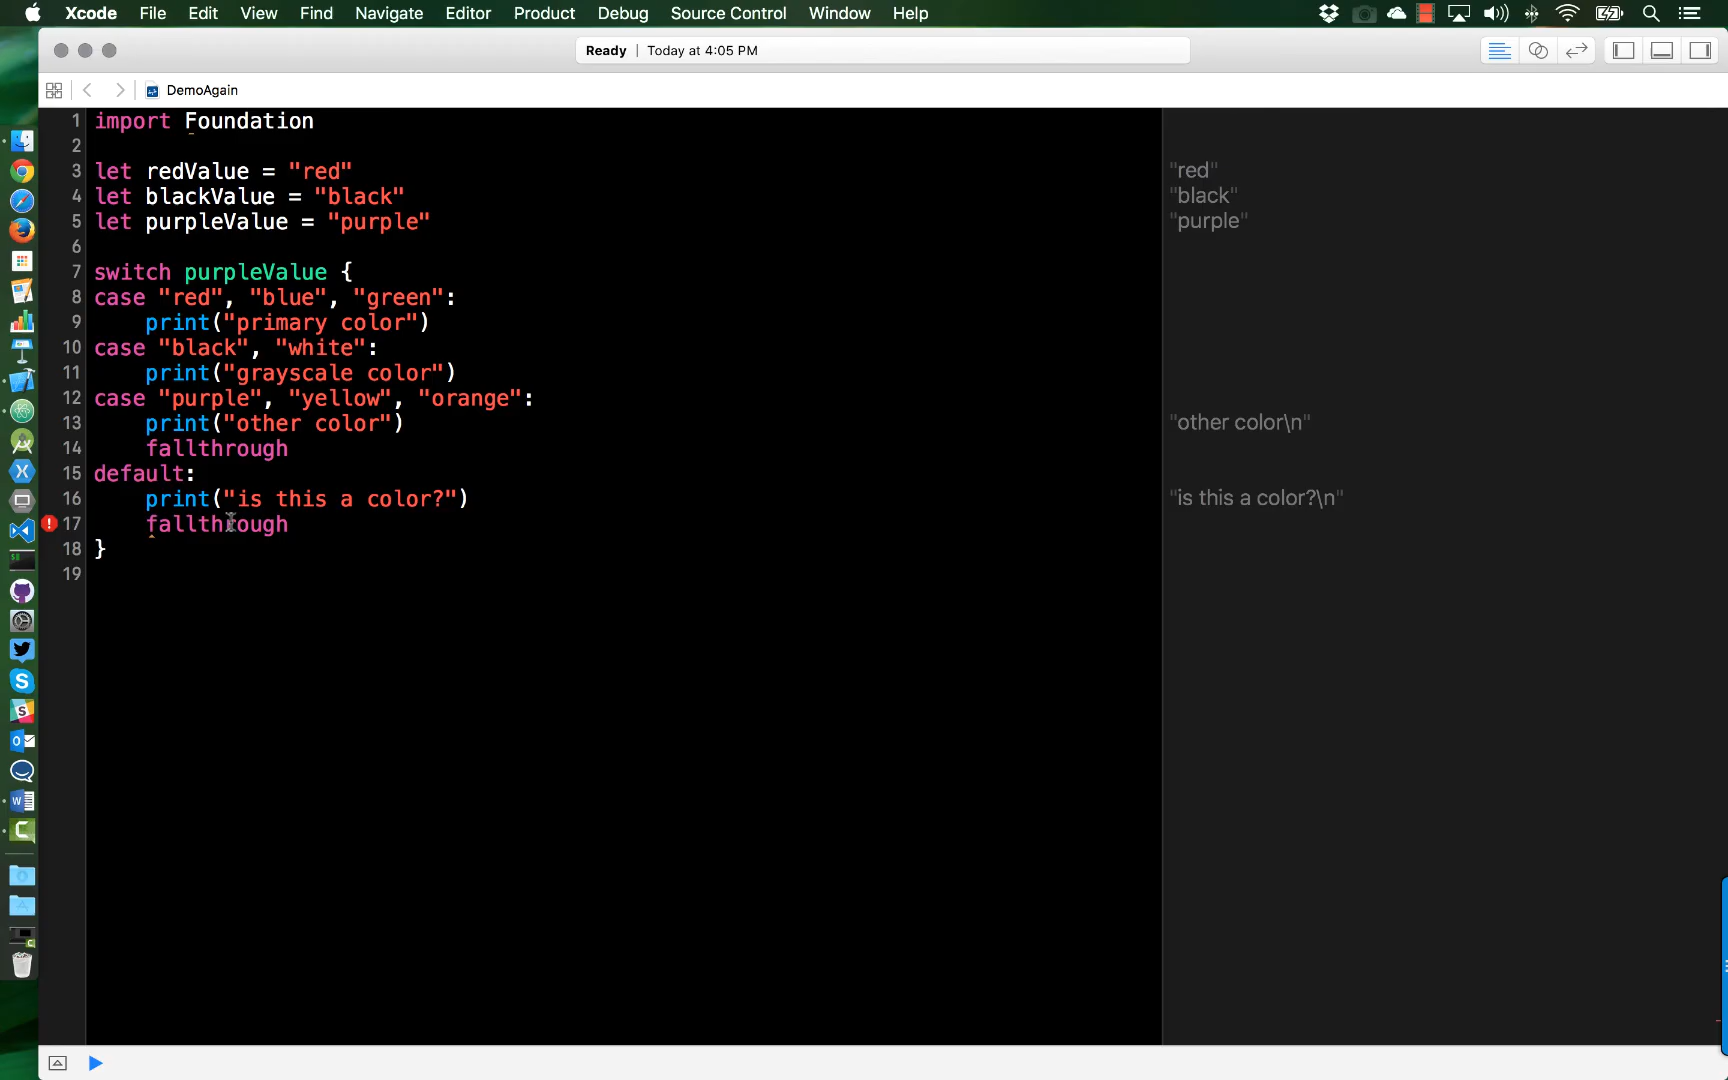 Xcode File Edit View Find Navigate Editor Product Debug Source Control Window Help
Ready | Today at 4:05 PM
DemoAgain
1 import Foundation
2
3 let redValue = "red" "red"
4 let blackValue = "black" "black"
5 let purpleValue = "purple" "purple"
6
7 switch purpleValue {
8 case "red", "blue", "green":
9 print("primary color")
10 case "black", "white":
11 print("grayscale color")
12 case "purple", "yellow", "orange":
13 print("other color") "other color\n"
14 fallthrough
15 default:
16 print("is this a color?") "is this a color?\n"
17 fallthrough
18 }
19